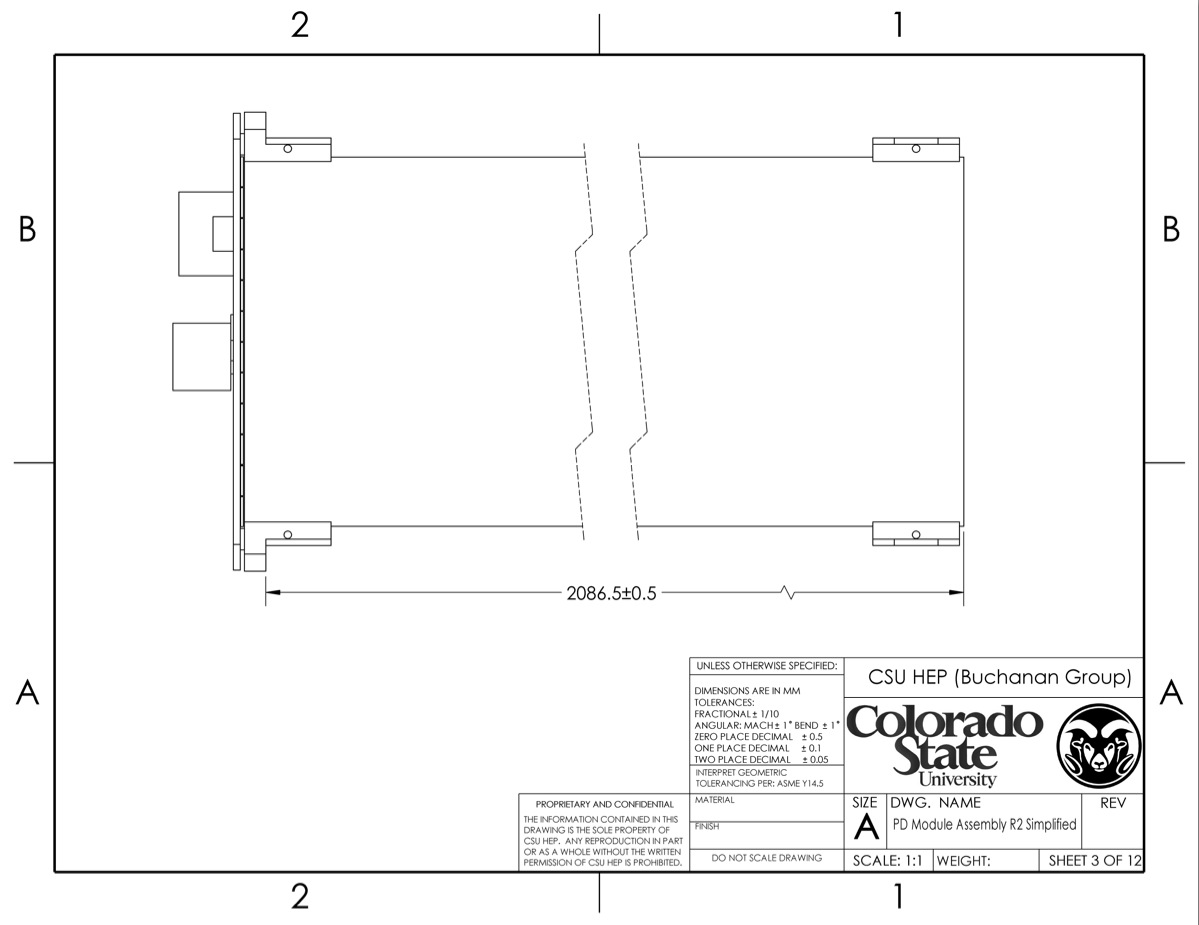 2 1
B B
2086.5±0.5
A A
UNLESS OTHERWISE SPECIFIED:
DIMENSIONS ARE IN MM
TOLERANCES:
FRACTIONAL± 1/10
ANGULAR: MACH± 1° BEND ± 1°
ZERO PLACE DECIMAL ± 0.5
ONE PLACE DECIMAL ± 0.1
TWO PLACE DECIMAL ± 0.05
INTERPRET GEOMETRIC
TOLERANCING PER: ASME Y14.5
MATERIAL
FINISH
DO NOT SCALE DRAWING
CSU HEP (Buchanan Group)
Colorado
State
University
PROPRIETARY AND CONFIDENTIAL
THE INFORMATION CONTAINED IN THIS
DRAWING IS THE SOLE PROPERTY OF
CSU HEP. ANY REPRODUCTION IN PART
OR AS A WHOLE WITHOUT THE WRITTEN
PERMISSION OF CSU HEP IS PROHIBITED.
SIZE DWG. NAME REV
A PD Module Assembly R2 Simplified
SCALE: 1:1 WEIGHT: SHEET 3 OF 12
2 1